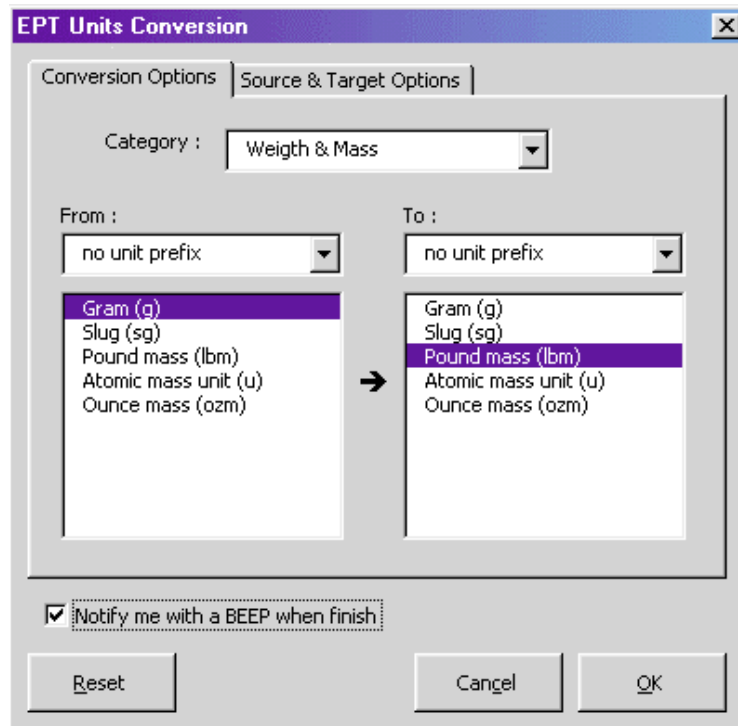 EPT Units Conversion
Conversion Options
Source & Target Options
Category :
Weigth & Mass
From :
To :
no unit prefix
no unit prefix
Gram (g)
Slug (sg)
Pound mass (lbm)
Atomic mass unit (u)
Ounce mass (ozm)
Gram (g)
Slug (sg)
Pound mass (lbm)
Atomic mass unit (u)
Ounce mass (ozm)
Notify me with a BEEP when finish
Reset
Cancel
OK